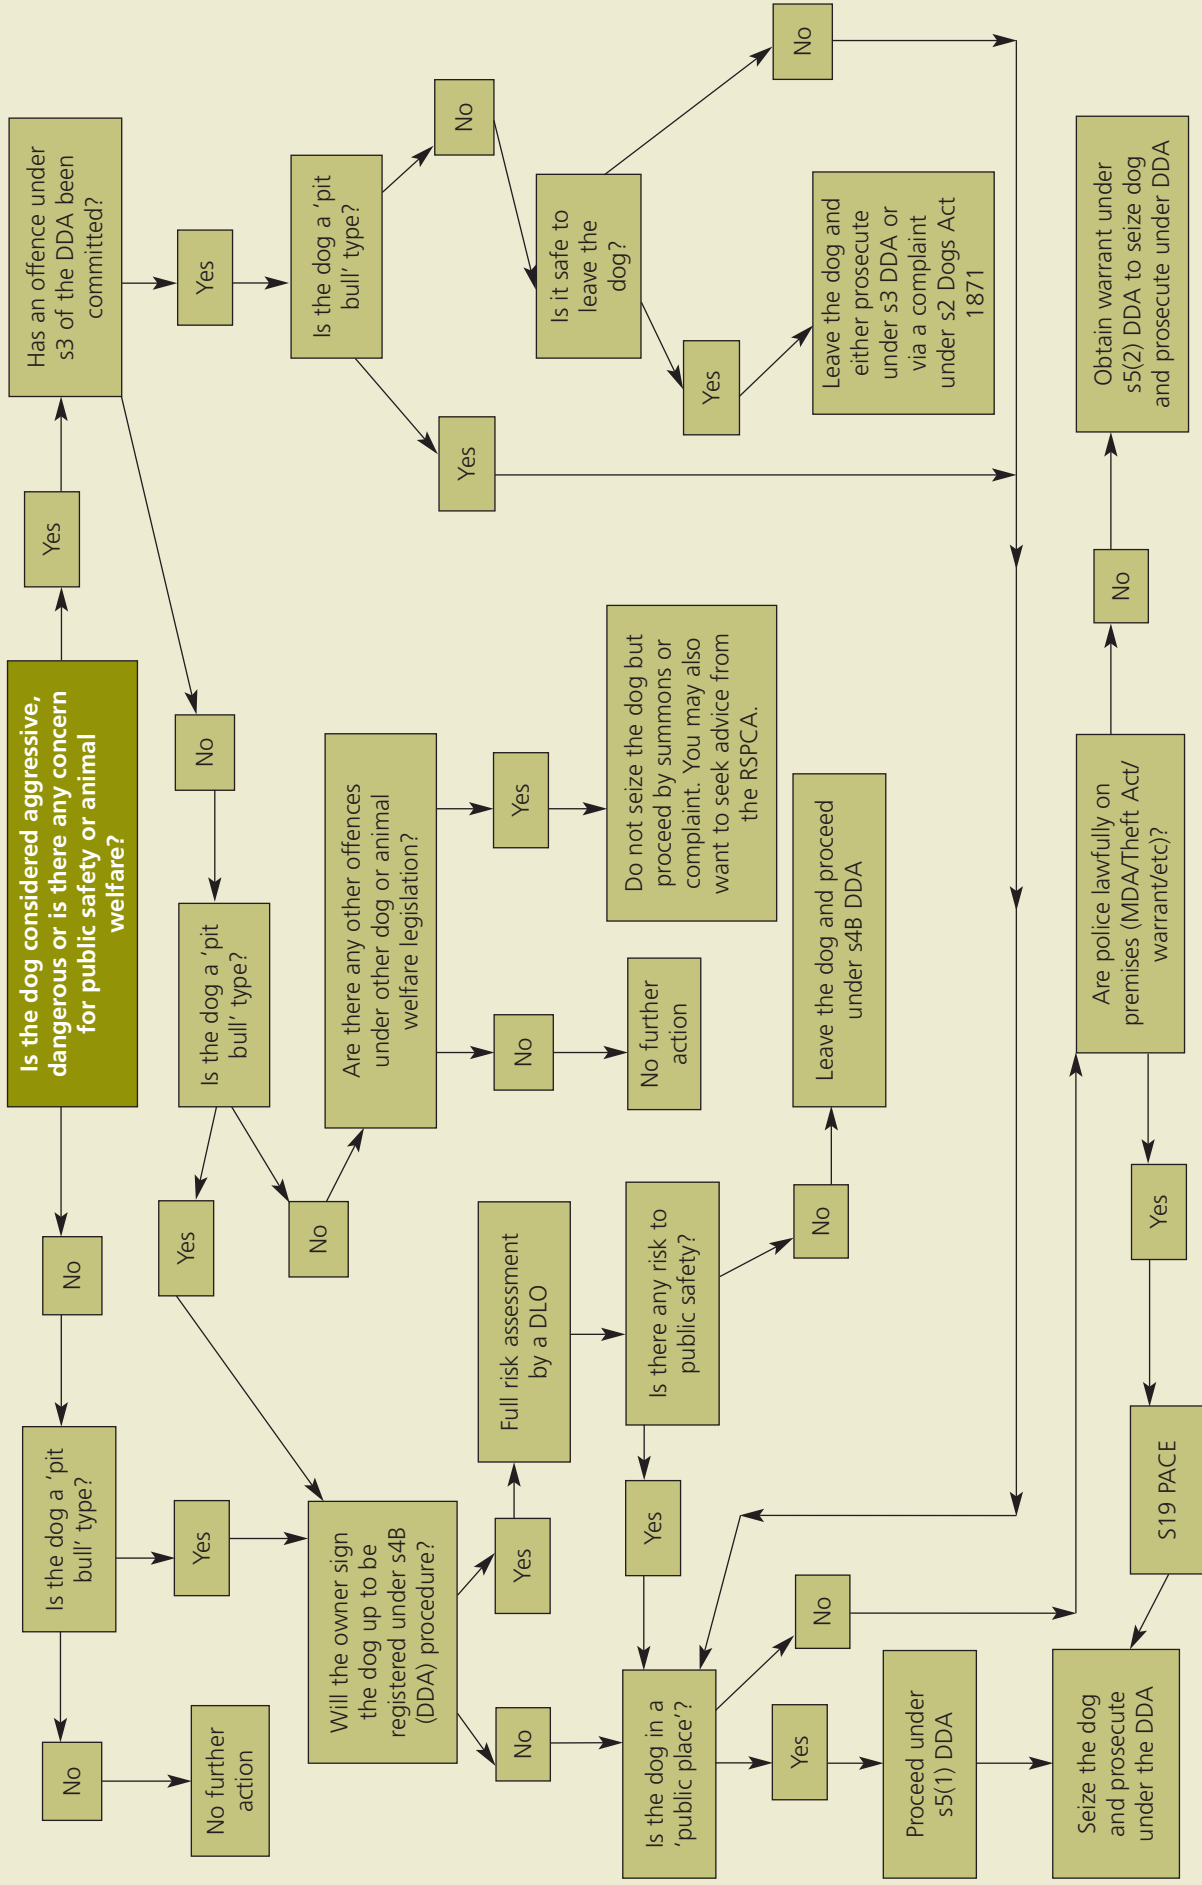 Is the dog considered aggressive,
dangerous or is there any concern
for public safety or animal
welfare?
No
Yes
Is the dog a ‘pit
bull’ type?
No
No further
action
Yes
Has an offence under
s3 of the DDA been
committed?
No
Yes
Is the dog a ‘pit
bull’ type?
Yes
No
Is the dog a ‘pit
bull’ type?
Yes
No
Will the owner sign
the dog up to be
registered under s4B
(DDA) procedure?
No
Yes
Full risk assessment
by a DLO
Are there any other offences
under other dog or animal
welfare legislation?
No
Yes
No further
action
Do not seize the dog but
proceed by summons or
complaint. You may also
want to seek advice from
the RSPCA.
Is it safe to
leave the
dog?
Yes
No
Leave the dog and
either prosecute
under s3 DDA or
via a complaint
under s2 Dogs Act
1871
Is there any risk to
public safety?
Yes
No
Leave the dog and proceed
under s4B DDA
Is the dog in a
‘public place’?
Yes
No
Proceed under
s5(1) DDA
Seize the dog
and prosecute
under the DDA
S19 PACE
Yes
Are police lawfully on
premises (MDA/Theft Act/
warrant/etc)?
No
Obtain warrant under
s5(2) DDA to seize dog
and prosecute under DDA